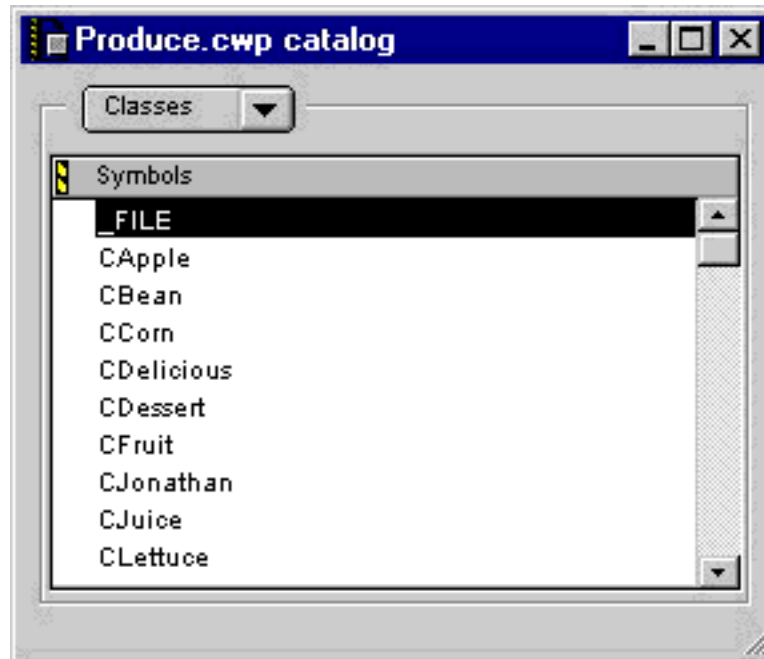 Produce.cwp catalog
Classes
Symbols
_FILE
CApple
CBean
CCorn
CDelicious
CDessert
CFruit
CJonathan
CJuice
CLettuce